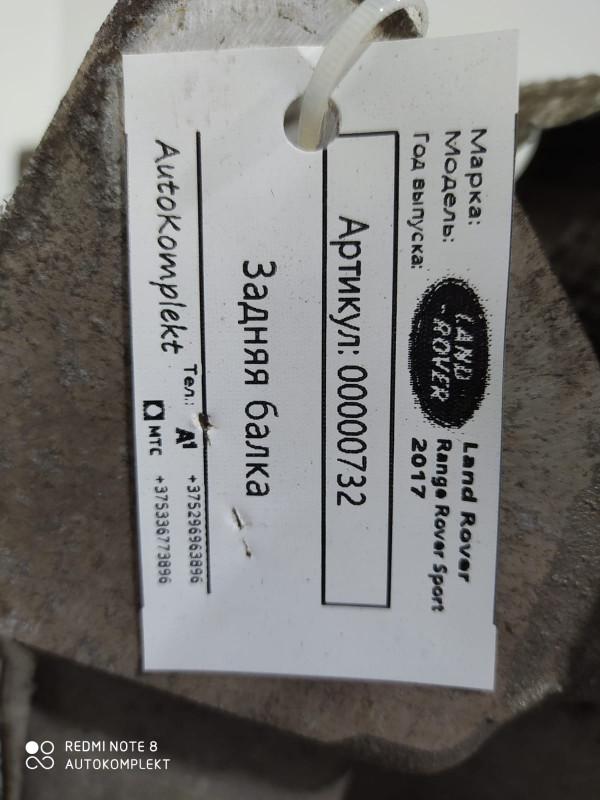 Марка:
Модель:
Год выпуска:
LAND
-ROVER
Land Rover
Range Rover Sport
2017
Артикул: 00000732
Задняя балка
AutoKomplekt
Тел.:
A1
+375296963896
МТС
+375336773896
REDMI NOTE 8
AUTOKOMPLEKT